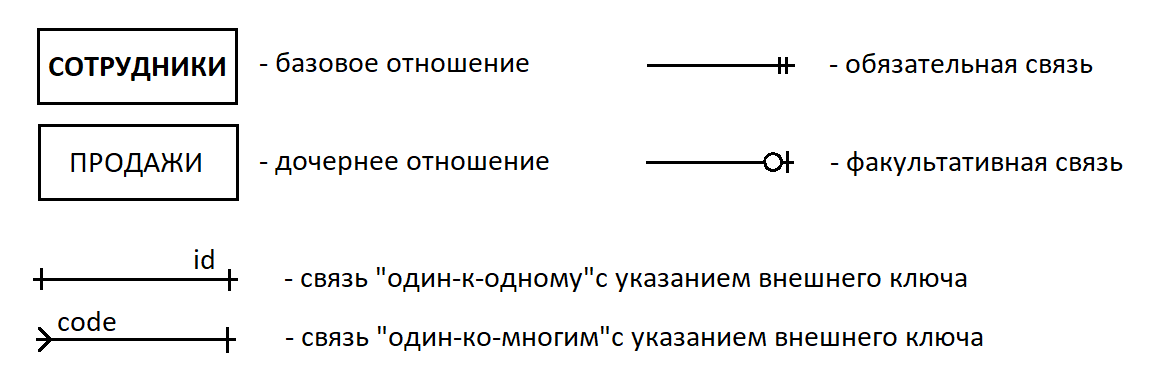 СОТРУДНИКИ - базовое отношение - обязательная связь
ПРОДАЖИ - дочернее отношение - факультативная связь
id - связь "один-к-одному"с указанием внешнего ключа
code - связь "один-ко-многим"с указанием внешнего ключа